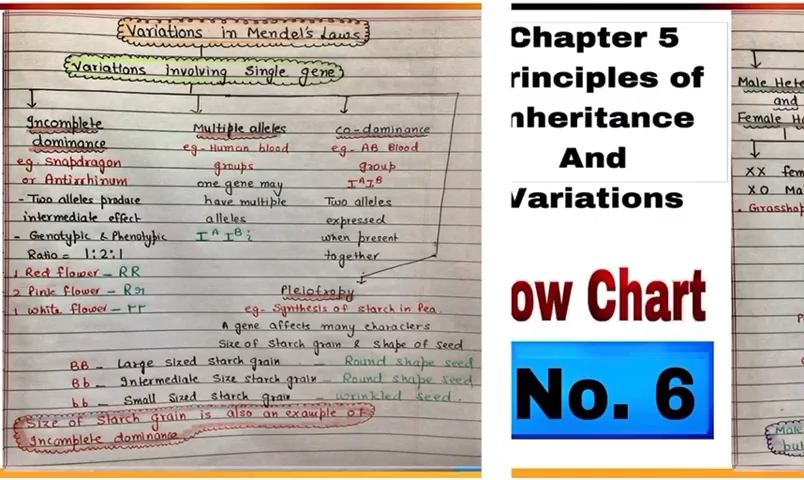 Variations in Mendel's Laws
Variations involving Single gene
Incomplete
dominance
eg. Snapdragon
or Antirrhinum
- Two alleles produce
intermediate effect
- Genotypic & Phenotypic
Ratio = 1:2:1
1 Red flower - RR
2 Pink flower - Rr
1 White flower - rr
Multiple alleles
eg- Human blood
groups
one gene may
have multiple
alleles
I^A I^B i
co-dominance
eg- AB Blood
group
I^A I^B
Two alleles
expressed
when present
together
Pleiotropy
eg- Synthesis of starch in Pea.
A gene affects many characters
Size of starch grain & shape of seed
BB - Large Sized starch grain - Round shape seed
Bb - Intermediate Size starch grain - Round shape seed
bb - Small Sized starch grain - wrinkled seed.
Size of starch grain is also an example of
Incomplete dominance
Chapter 5
rinciples of
nheritance
And
Variations
ow Chart
No. 6
Male Hete
and
Female Ho
XX fem
XO Ma
. Grasshop
P
Male
but